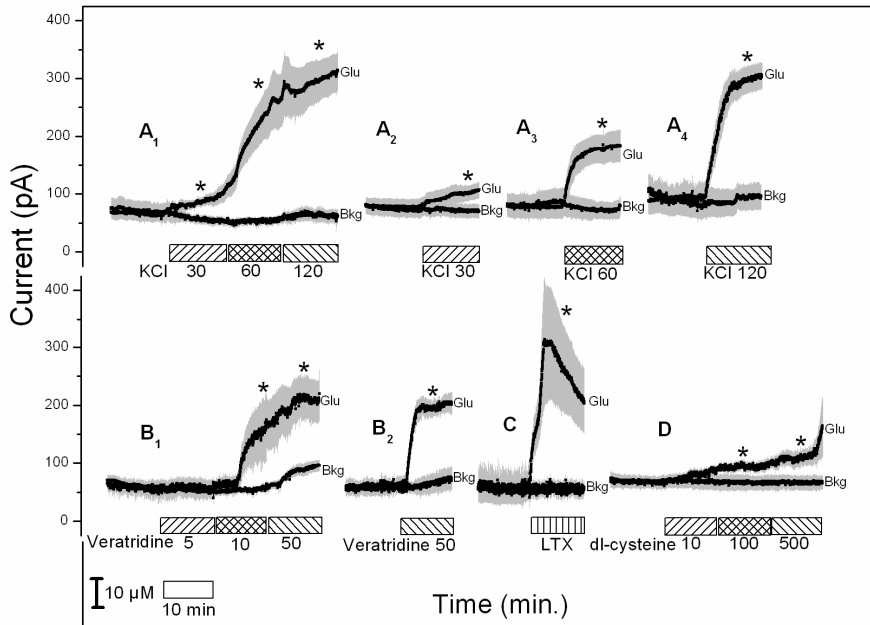 Current (pA)
400
300
200
100
0
A1
*
*
*
Glu
Bkg
KCl 30 60 120
A2
*
Glu
Bkg
KCl 30
A3
*
Glu
Bkg
KCl 60
A4
*
Glu
Bkg
KCl 120
400
300
200
100
0
B1
*
*
Glu
Bkg
Veratridine 5 10 50
B2
*
Glu
Bkg
Veratridine 50
C
*
Glu
Bkg
LTX
D
*
*
Glu
Bkg
dl-cysteine 10 100 500
10 µM
10 min
Time (min.)